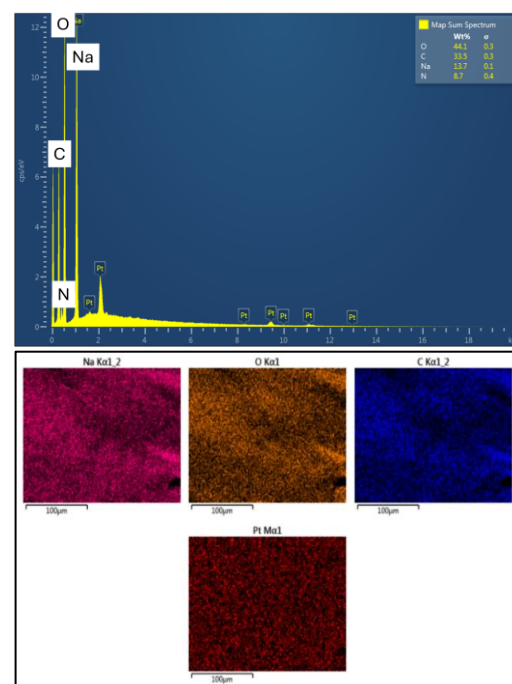 O
Na
Na
C
N
Map Sum Spectrum
Wt% σ
O 44.1 0.3
C 33.5 0.3
Na 13.7 0.1
N 8.7 0.4
cps/eV
12
10
8
6
4
2
0
Pt Pt Pt Pt Pt Pt Pt
0 2 4 6 8 10 12 14 16 18
Na Kα1_2 O Kα1 C Kα1_2
100µm 100µm 100µm
Pt Mα1
100µm